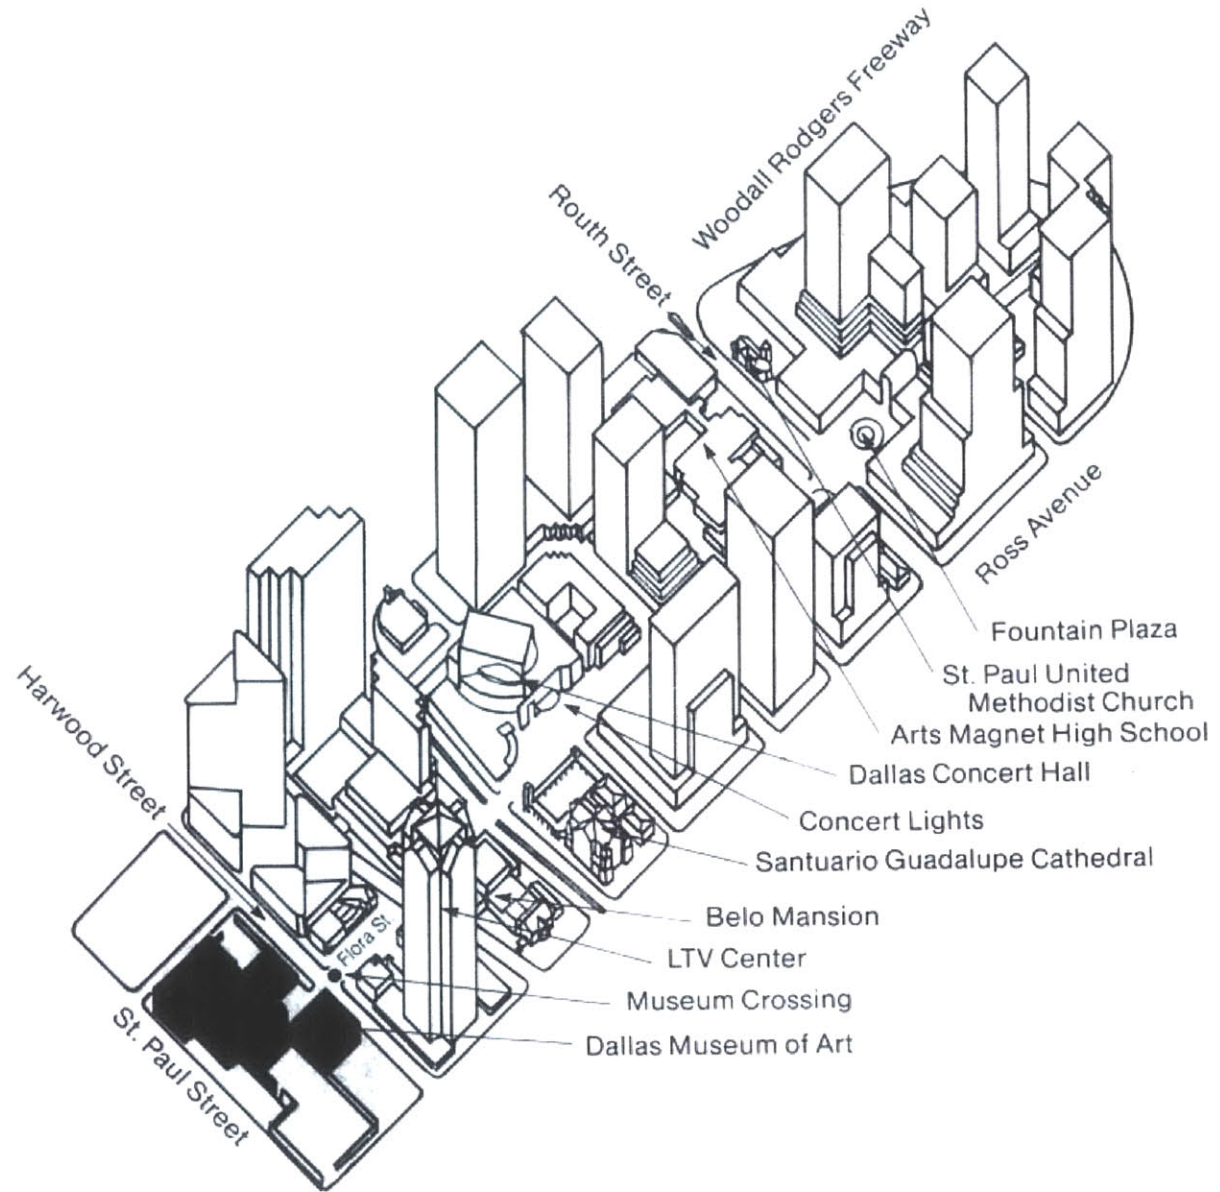 Woodall Rodgers Freeway
Routh Street
Ross Avenue
Fountain Plaza
St. Paul United
Methodist Church
Arts Magnet High School
Dallas Concert Hall
Concert Lights
Santuario Guadalupe Cathedral
Harwood Street
Belo Mansion
Flora St.
LTV Center
Museum Crossing
Dallas Museum of Art
St. Paul Street